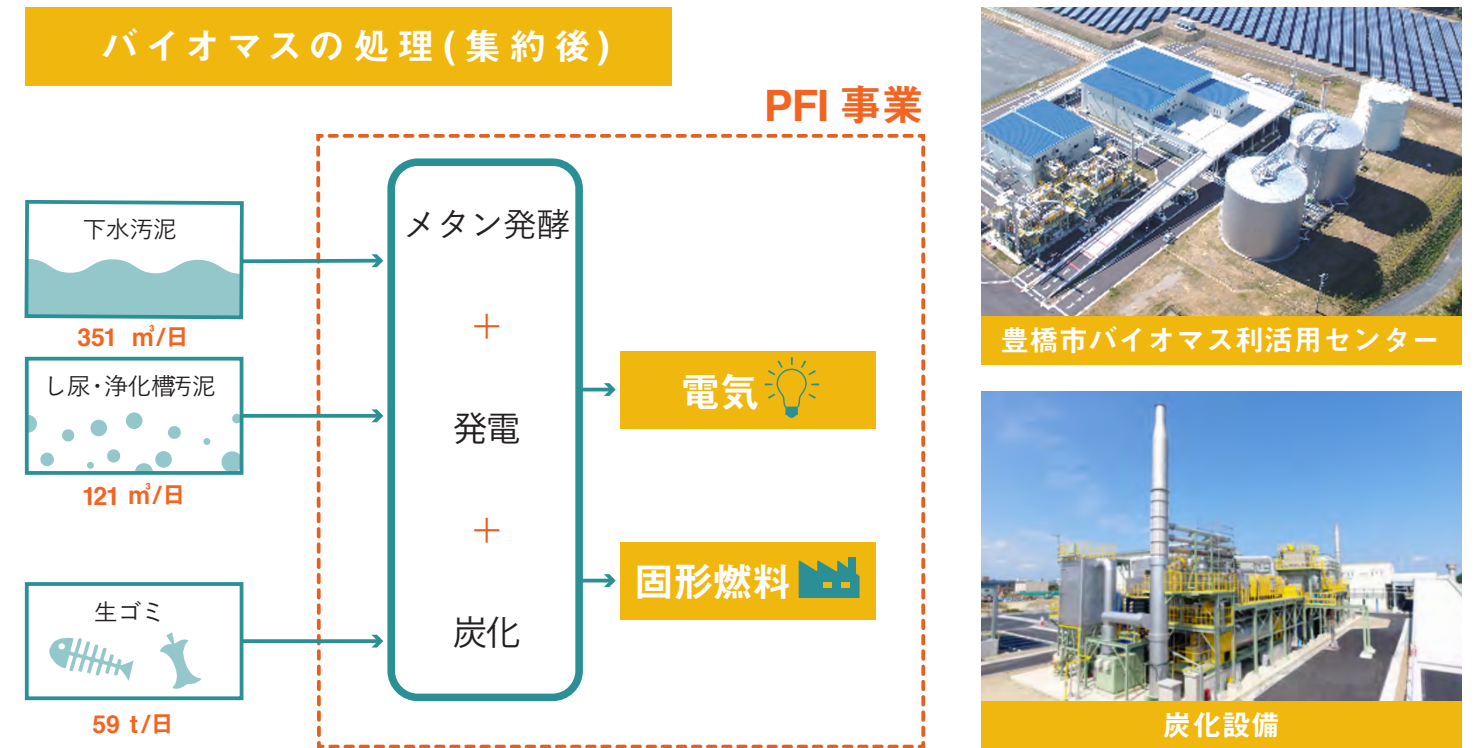 バイオマスの処理(集約後)
PFI 事業
下水汚泥
351 ㎥/日
し尿・浄化槽汚泥
121 ㎥/日
生ゴミ
59 t/日
メタン発酵
＋
発電
＋
炭化
電気
固形燃料
豊橋市バイオマス利活用センター
炭化設備